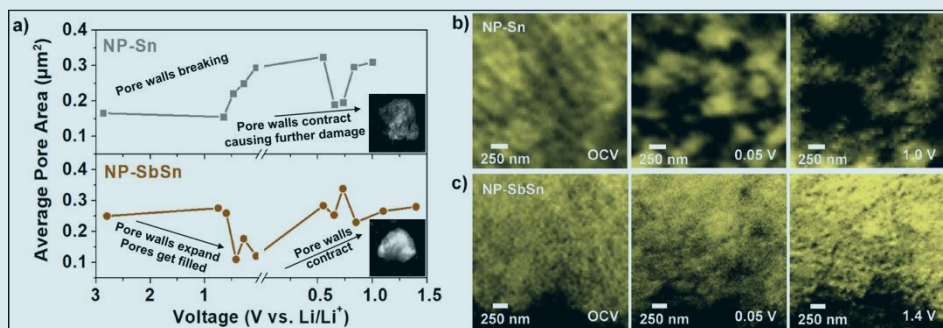 a)
NP-Sn
Pore walls breaking
Pore walls contract
causing further damage
0.4
0.3
0.2
0.1
NP-SbSn
Pore walls expand
Pores get filled
Pore walls
contract
0.4
0.3
0.2
0.1
Average Pore Area (µm²)
3 2 1 0.5 1.0 1.5
Voltage (V vs. Li/Li⁺)
b)
NP-Sn
250 nm OCV
250 nm 0.05 V
250 nm 1.0 V
c)
NP-SbSn
250 nm OCV
250 nm 0.05 V
250 nm 1.4 V